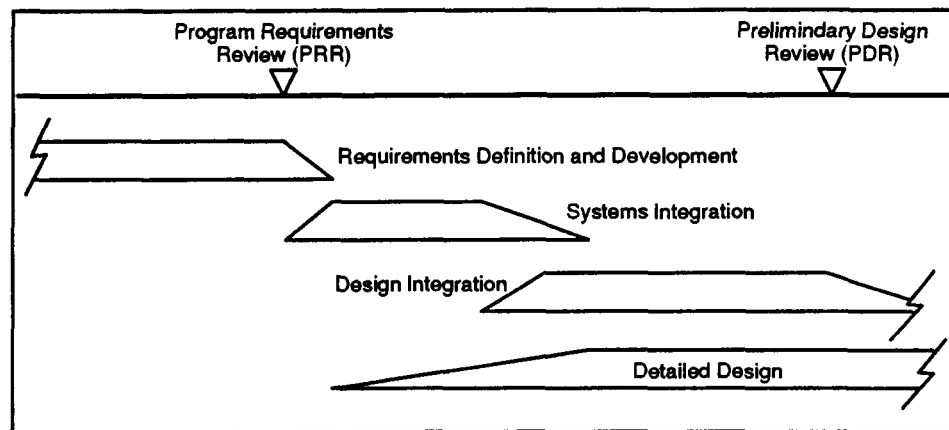 Program Requirements
Review (PRR)
Prelimindary Design
Review (PDR)
Requirements Definition and Development
Systems Integration
Design Integration
Detailed Design